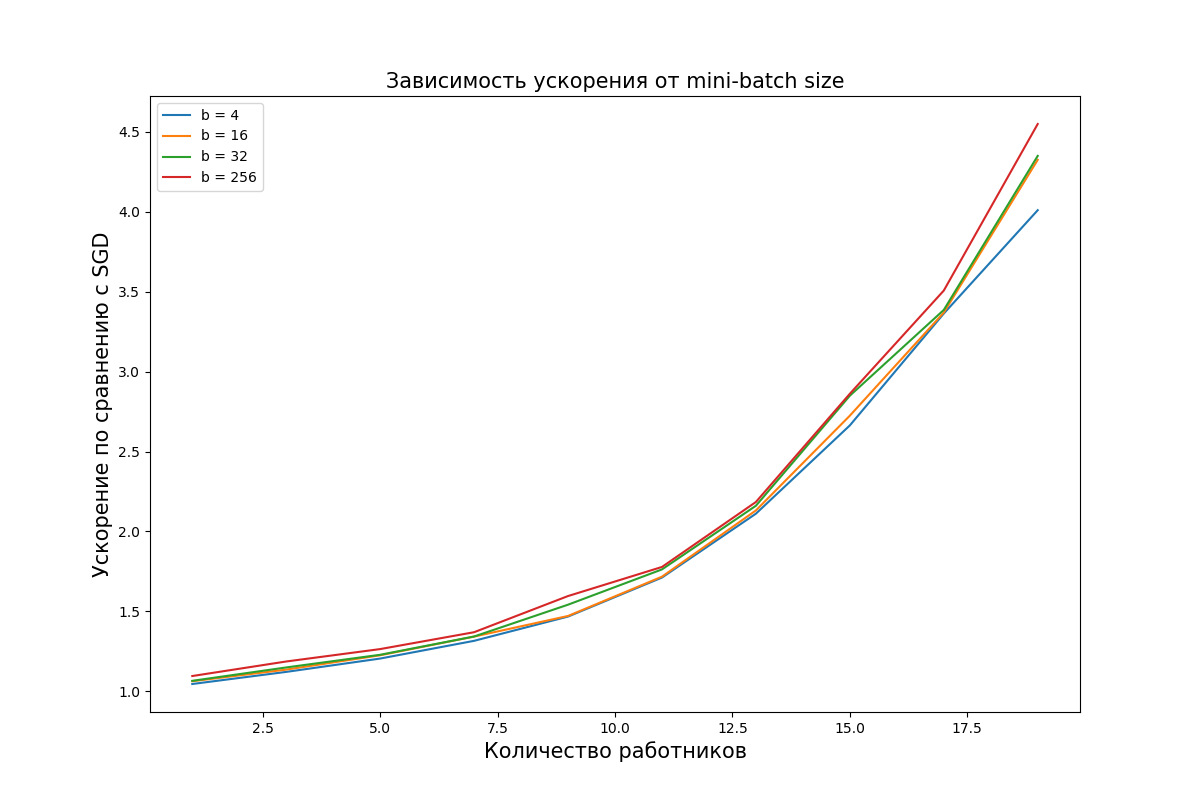 Зависимость ускорения от mini-batch size
b = 4
b = 16
b = 32
b = 256
Ускорение по сравнению с SGD
4.5
4.0
3.5
3.0
2.5
2.0
1.5
1.0
2.5 5.0 7.5 10.0 12.5 15.0 17.5
Количество работников